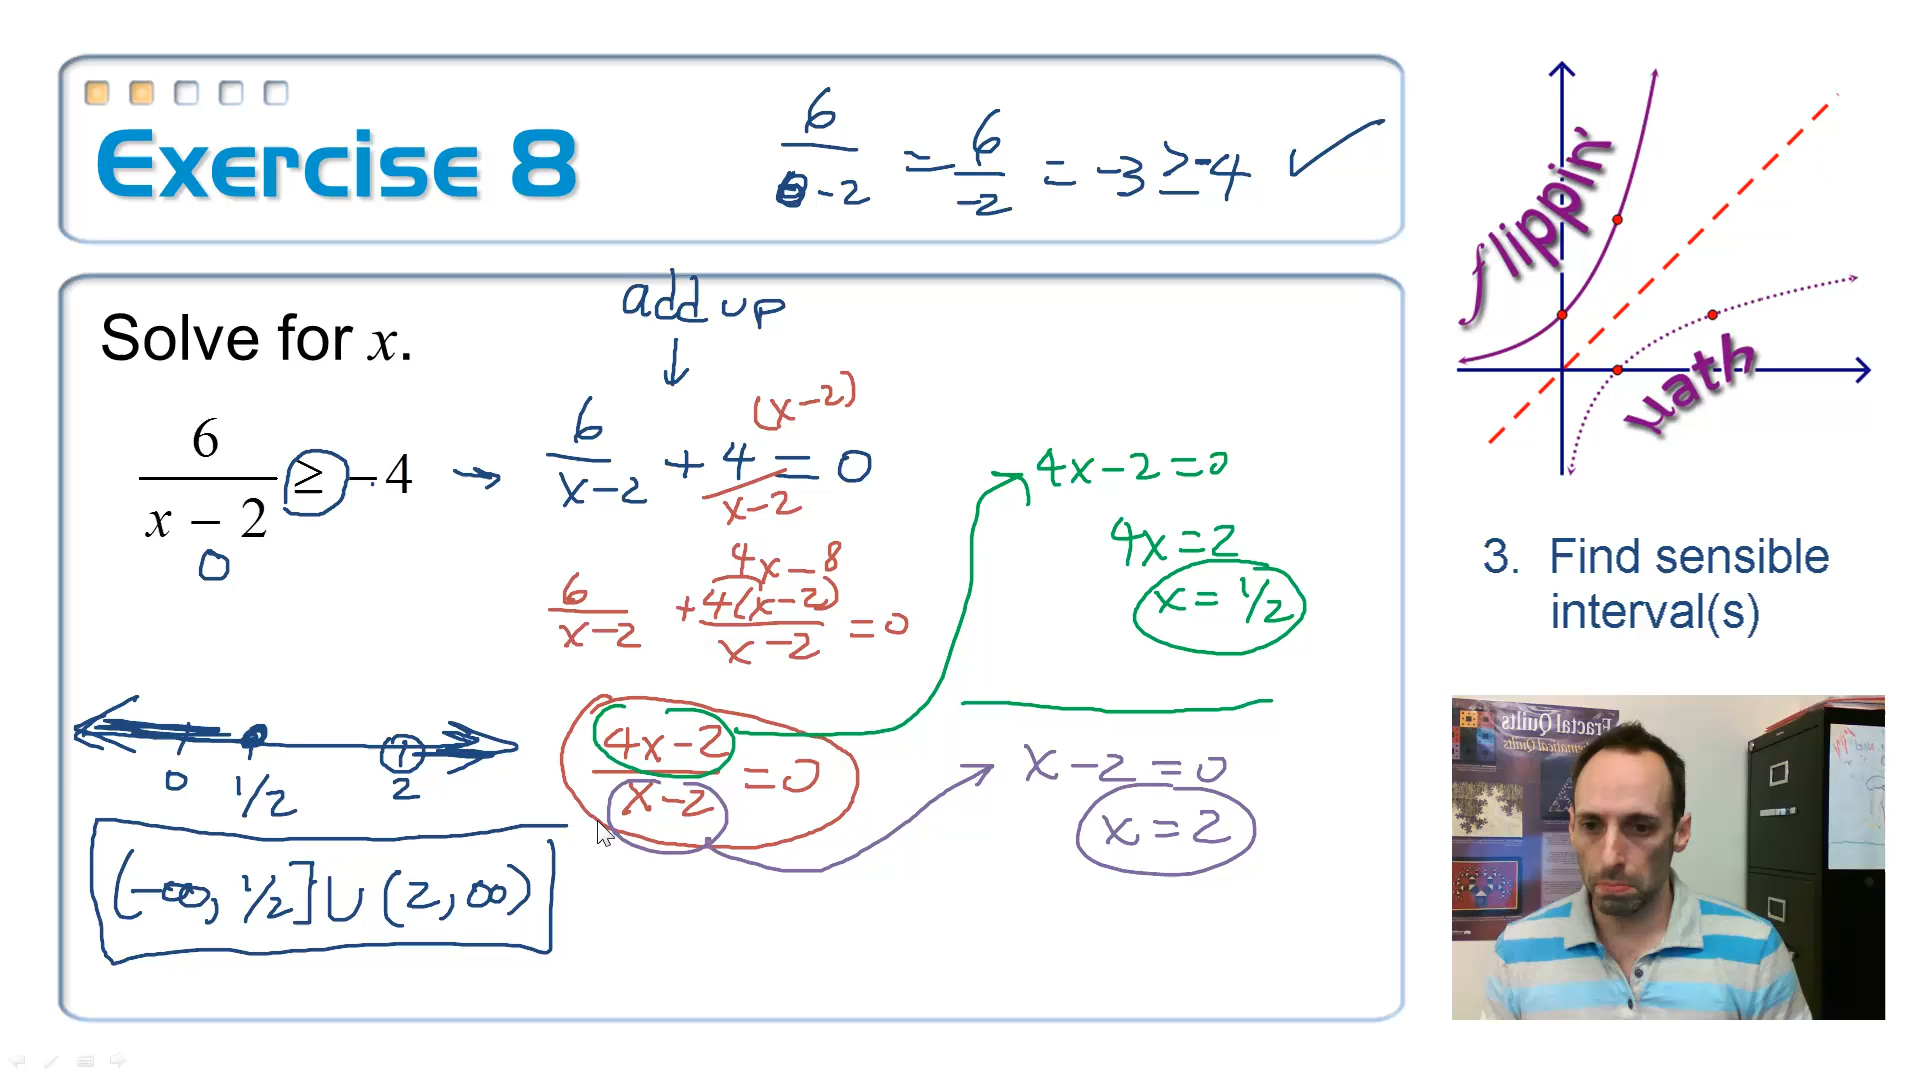 Exercise 8
6/(0-2) = 6/-2 = -3 ≥ -4 ✓
Solve for x.
6/(x − 2) ≥ −4
0
add up
↓
→ 6/(x-2) + 4 = 0
(x-2)
x-2
4x-8
6/(x-2) + 4(x-2)/(x-2) = 0
(4x-2)/(x-2) = 0
4x-2=0
4x=2
x=1/2
x-2=0
x=2
0 1/2 2
(-∞, 1/2] U (2, ∞)
flippin'
math
3. Find sensible
interval(s)
Fractal Quilts